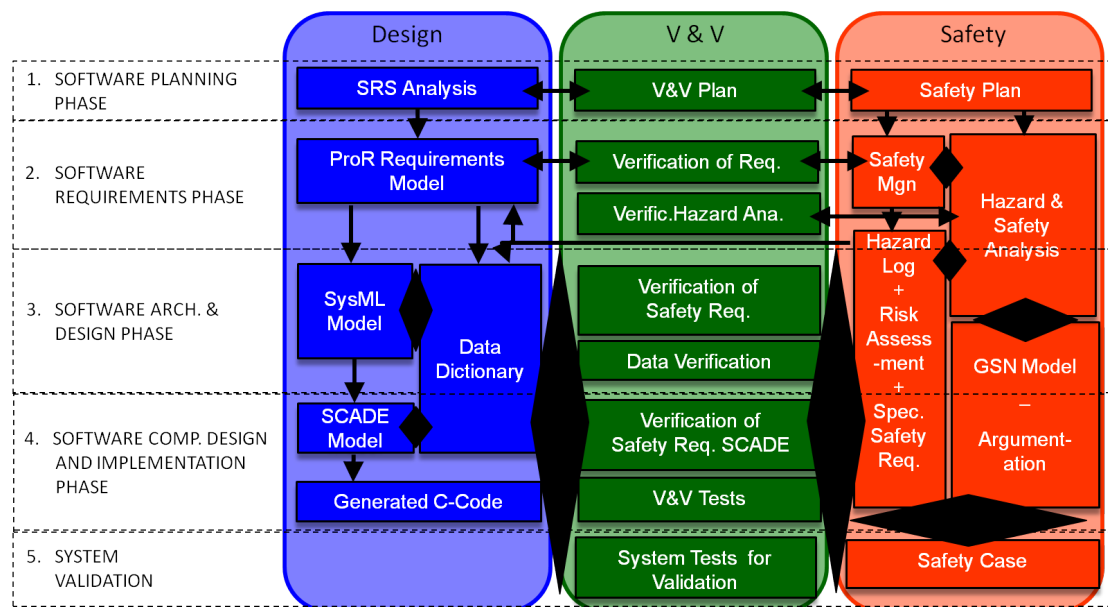 Design
V & V
Safety
1. SOFTWARE PLANNING
PHASE
SRS Analysis
V&V Plan
Safety Plan
2. SOFTWARE
REQUIREMENTS PHASE
ProR Requirements
Model
Verification of Req.
Verific.Hazard Ana.
Safety
Mgn
Hazard &
Safety
Analysis
3. SOFTWARE ARCH. &
DESIGN PHASE
SysML
Model
Data
Dictionary
Verification of
Safety Req.
Data Verification
Hazard
Log
+
Risk
Assess
-ment
+
Spec.
Safety
Req.
GSN Model
–
Argument-
ation
4. SOFTWARE COMP. DESIGN
AND IMPLEMENTATION
PHASE
SCADE
Model
Generated C-Code
Verification of
Safety Req. SCADE
V&V Tests
5. SYSTEM
VALIDATION
System Tests for
Validation
Safety Case